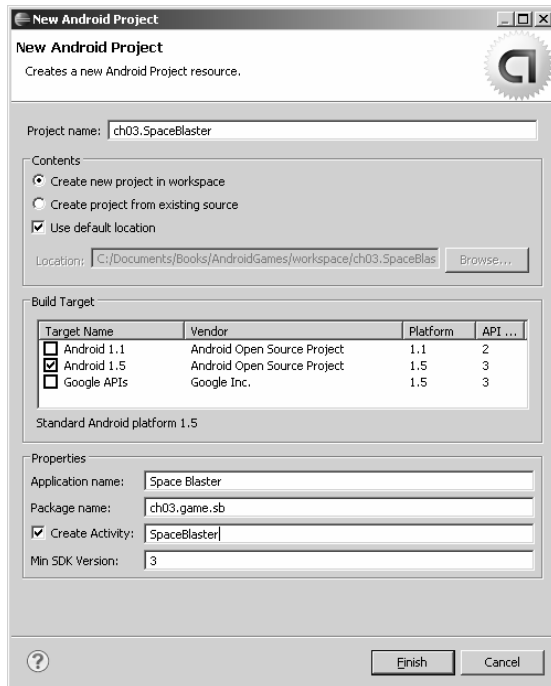 New Android Project
New Android Project
Creates a new Android Project resource.
Project name: ch03.SpaceBlaster
Contents
Create new project in workspace
Create project from existing source
Use default location
Location: C:/Documents/Books/AndroidGames/workspace/ch03.SpaceBlas Browse...
Build Target
Target Name Vendor Platform API ...
Android 1.1 Android Open Source Project 1.1 2
Android 1.5 Android Open Source Project 1.5 3
Google APIs Google Inc. 1.5 3
Standard Android platform 1.5
Properties
Application name: Space Blaster
Package name: ch03.game.sb
Create Activity: SpaceBlaster
Min SDK Version: 3
? Finish Cancel